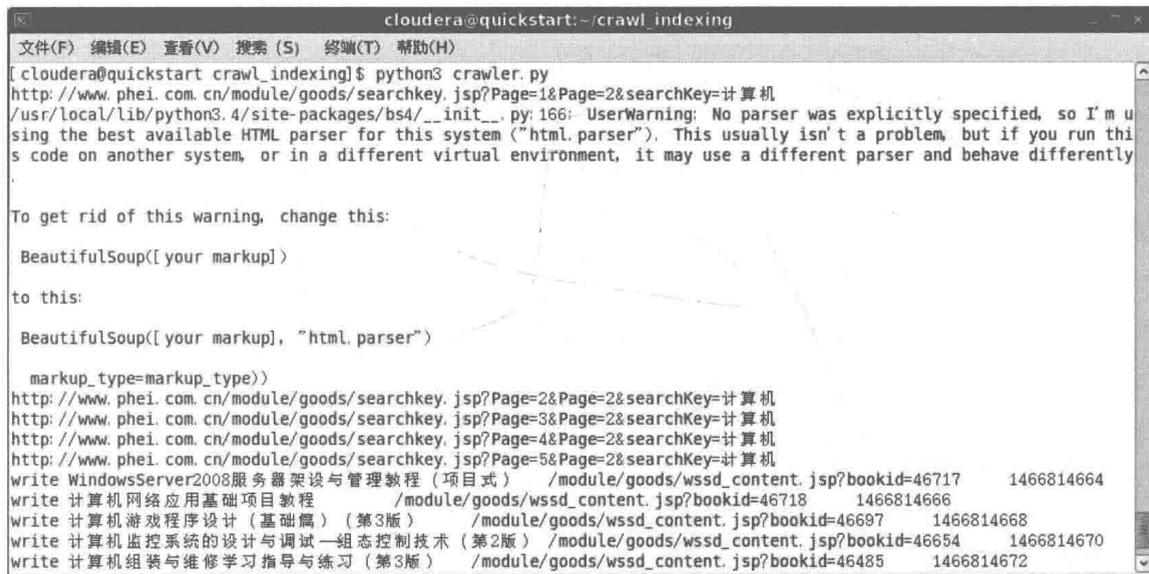 cloudera@quickstart:~/crawl_indexing
文件(F) 编辑(E) 查看(V) 搜索 (S) 终端(T) 帮助(H)
[cloudera@quickstart crawl_indexing]$ python3 crawler.py
http://www.phei.com.cn/module/goods/searchkey.jsp?Page=1&Page=2&searchKey=计算机
/usr/local/lib/python3.4/site-packages/bs4/__init__.py:166: UserWarning: No parser was explicitly specified, so I'm u
sing the best available HTML parser for this system ("html.parser"). This usually isn't a problem, but if you run thi
s code on another system, or in a different virtual environment, it may use a different parser and behave differently
.
To get rid of this warning, change this:
BeautifulSoup([your markup])
to this:
BeautifulSoup([your markup], "html.parser")
markup_type=markup_type))
http://www.phei.com.cn/module/goods/searchkey.jsp?Page=2&Page=2&searchKey=计算机
http://www.phei.com.cn/module/goods/searchkey.jsp?Page=3&Page=2&searchKey=计算机
http://www.phei.com.cn/module/goods/searchkey.jsp?Page=4&Page=2&searchKey=计算机
http://www.phei.com.cn/module/goods/searchkey.jsp?Page=5&Page=2&searchKey=计算机
write WindowsServer2008服务器架设与管理教程（项目式） /module/goods/wssd_content.jsp?bookid=46717 1466814664
write 计算机网络应用基础项目教程 /module/goods/wssd_content.jsp?bookid=46718 1466814666
write 计算机游戏程序设计（基础篇）（第3版） /module/goods/wssd_content.jsp?bookid=46697 1466814668
write 计算机监控系统的设计与调试—组态控制技术（第2版） /module/goods/wssd_content.jsp?bookid=46654 1466814670
write 计算机组装与维修学习指导与练习（第3版） /module/goods/wssd_content.jsp?bookid=46485 1466814672